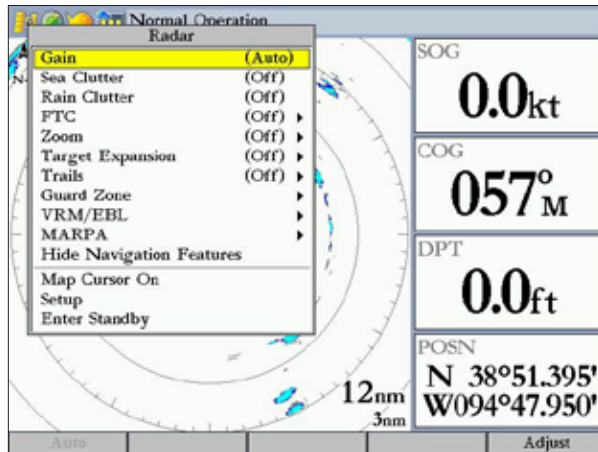 Normal Operation
Radar
Gain (Auto)
Sea Clutter (Off)
Rain Clutter (Off)
FTC (Off)
Zoom (Off)
Target Expansion (Off)
Trails (Off)
Guard Zone
VRM/EBL
MARPA
Hide Navigation Features
Map Cursor On
Setup
Enter Standby
N
12nm
3nm
SOG
0.0kt
COG
057°M
DPT
0.0ft
POSN
N 38°51.395'
W094°47.950'
Auto
Adjust